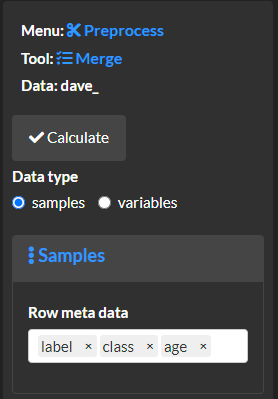 Menu: Preprocess
Tool: Merge
Data: dave_
Calculate
Data type
samples variables
Samples
Row meta data
label × class × age ×